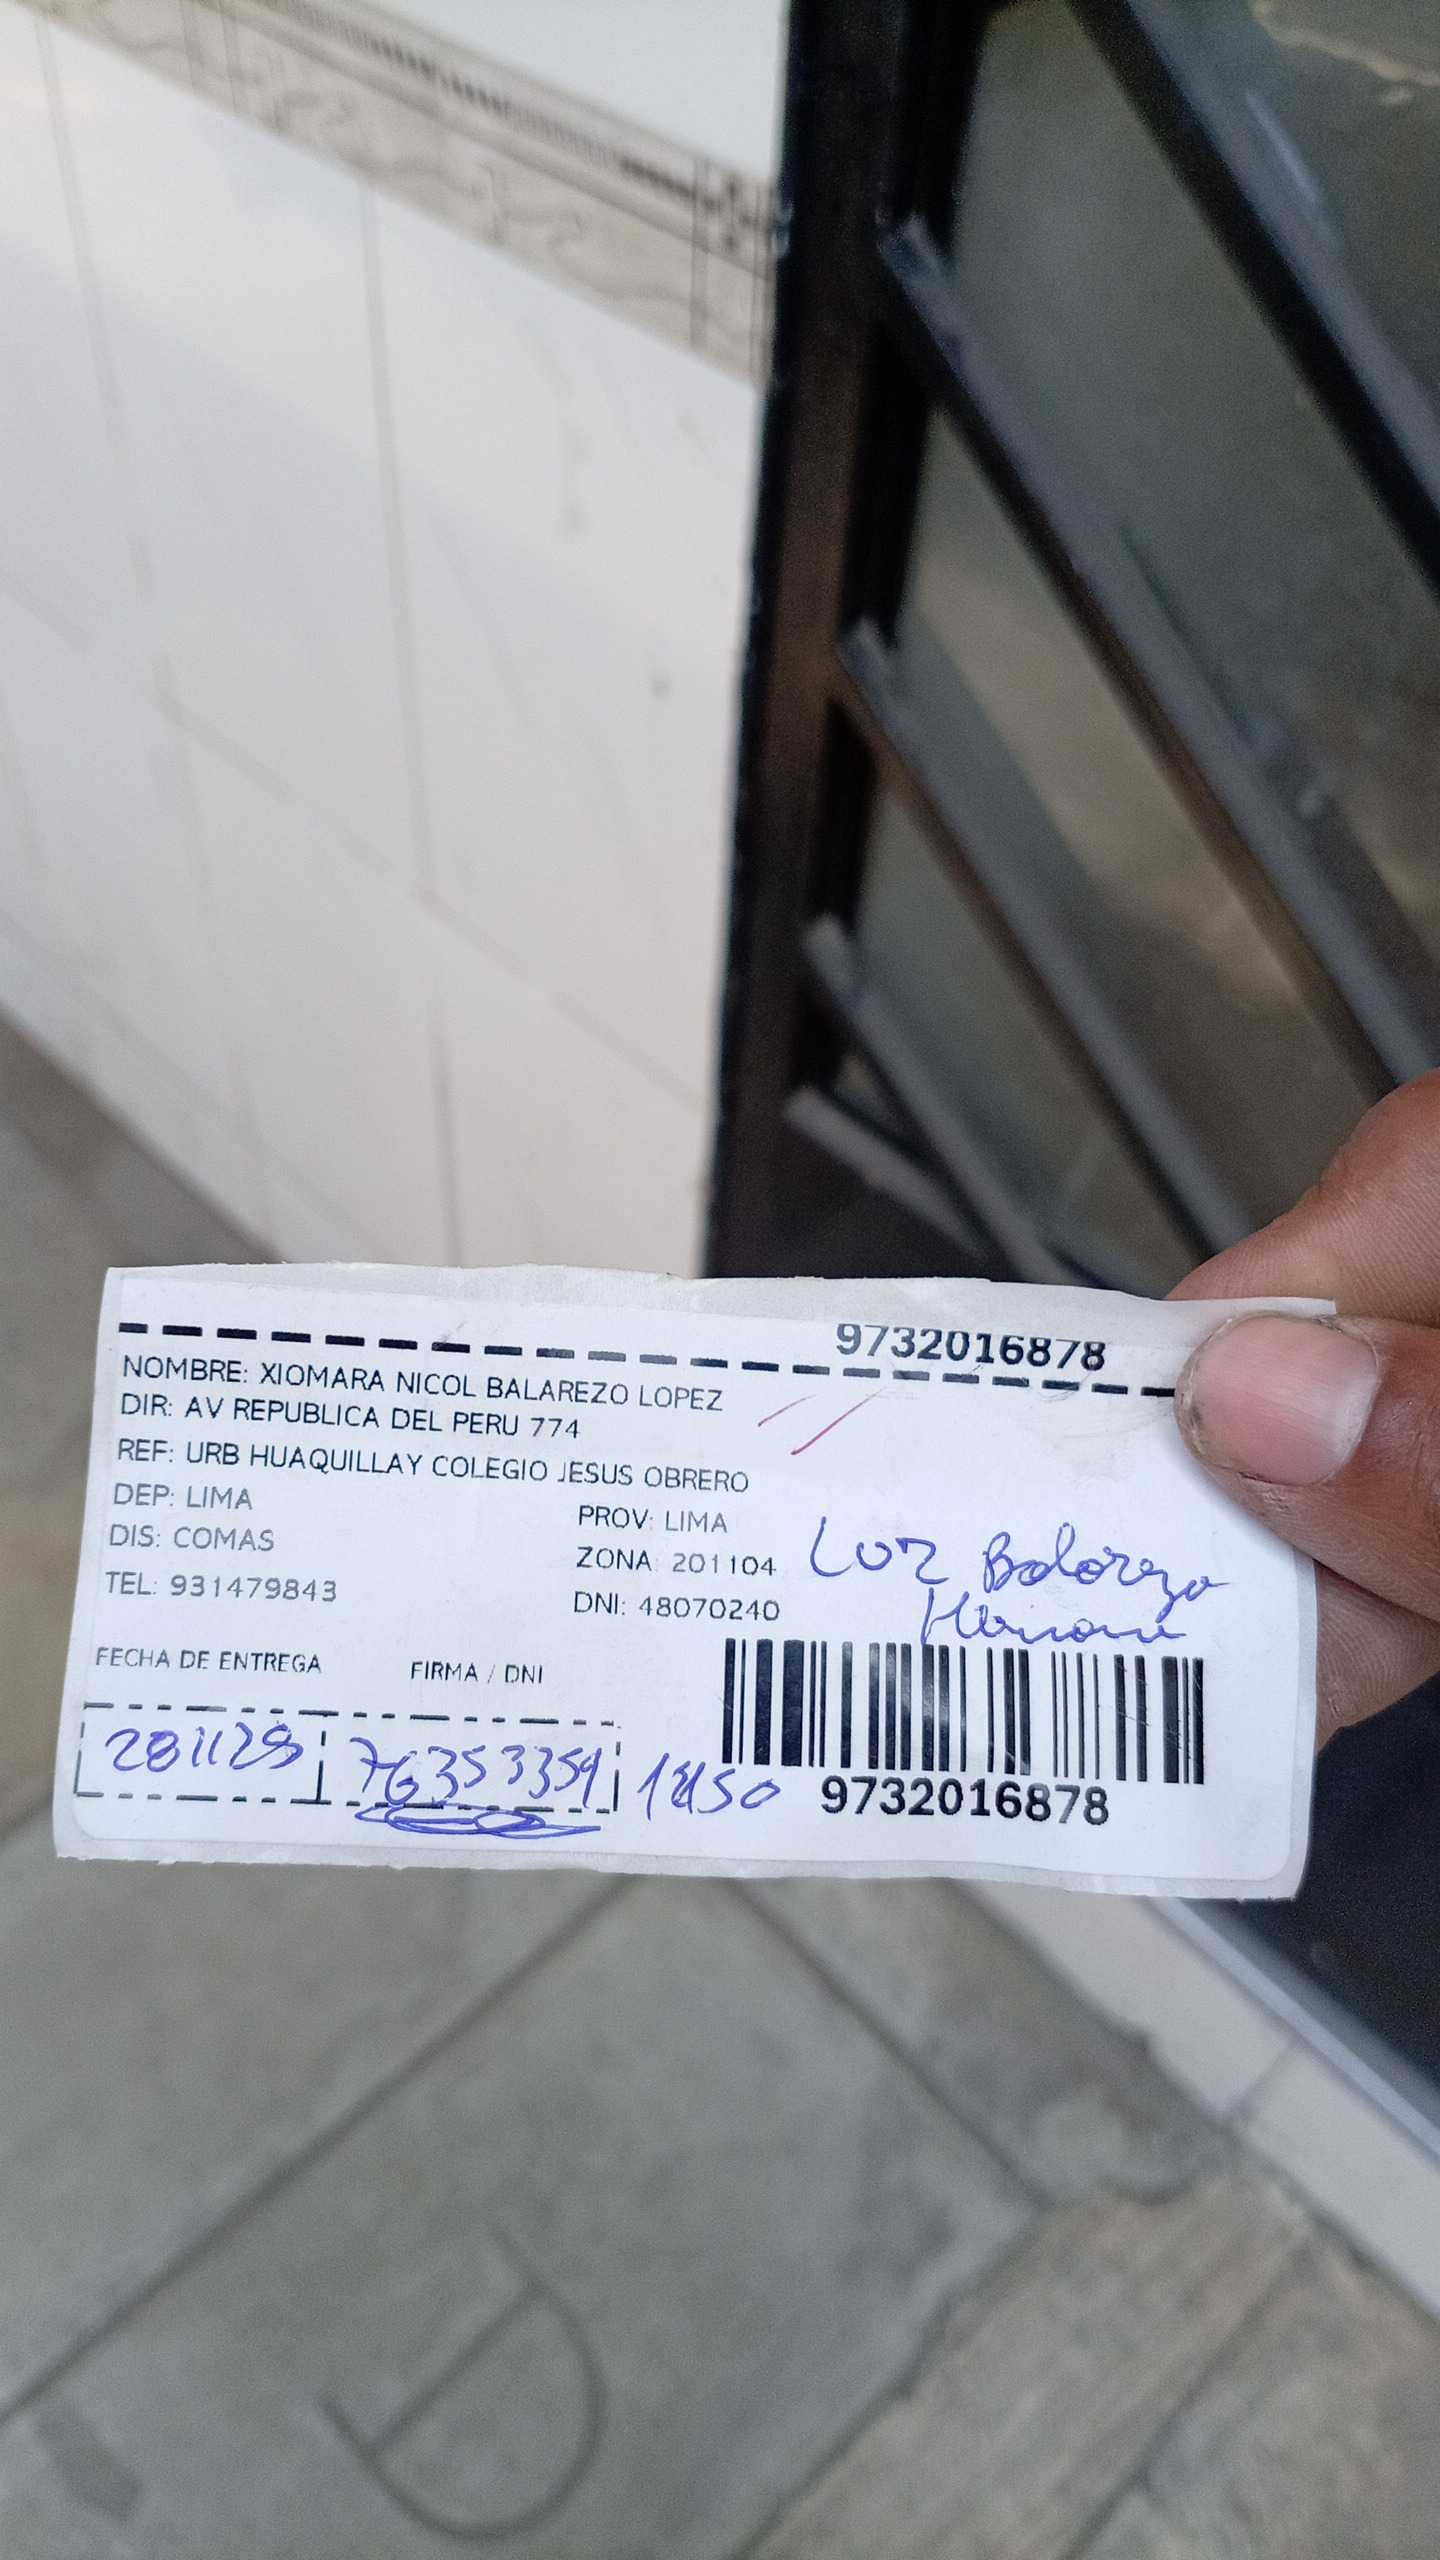 9732016878
NOMBRE: XIOMARA NICOL BALAREZO LOPEZ
DIR: AV REPUBLICA DEL PERU 774
REF: URB HUAQUILLAY COLEGIO JESUS OBRERO
DEP: LIMA PROV: LIMA
DIS: COMAS ZONA: 201104
TEL: 931479843 DNI: 48070240
Luz Balarezo
Hermana
FECHA DE ENTREGA FIRMA / DNI
76353359
9732016878